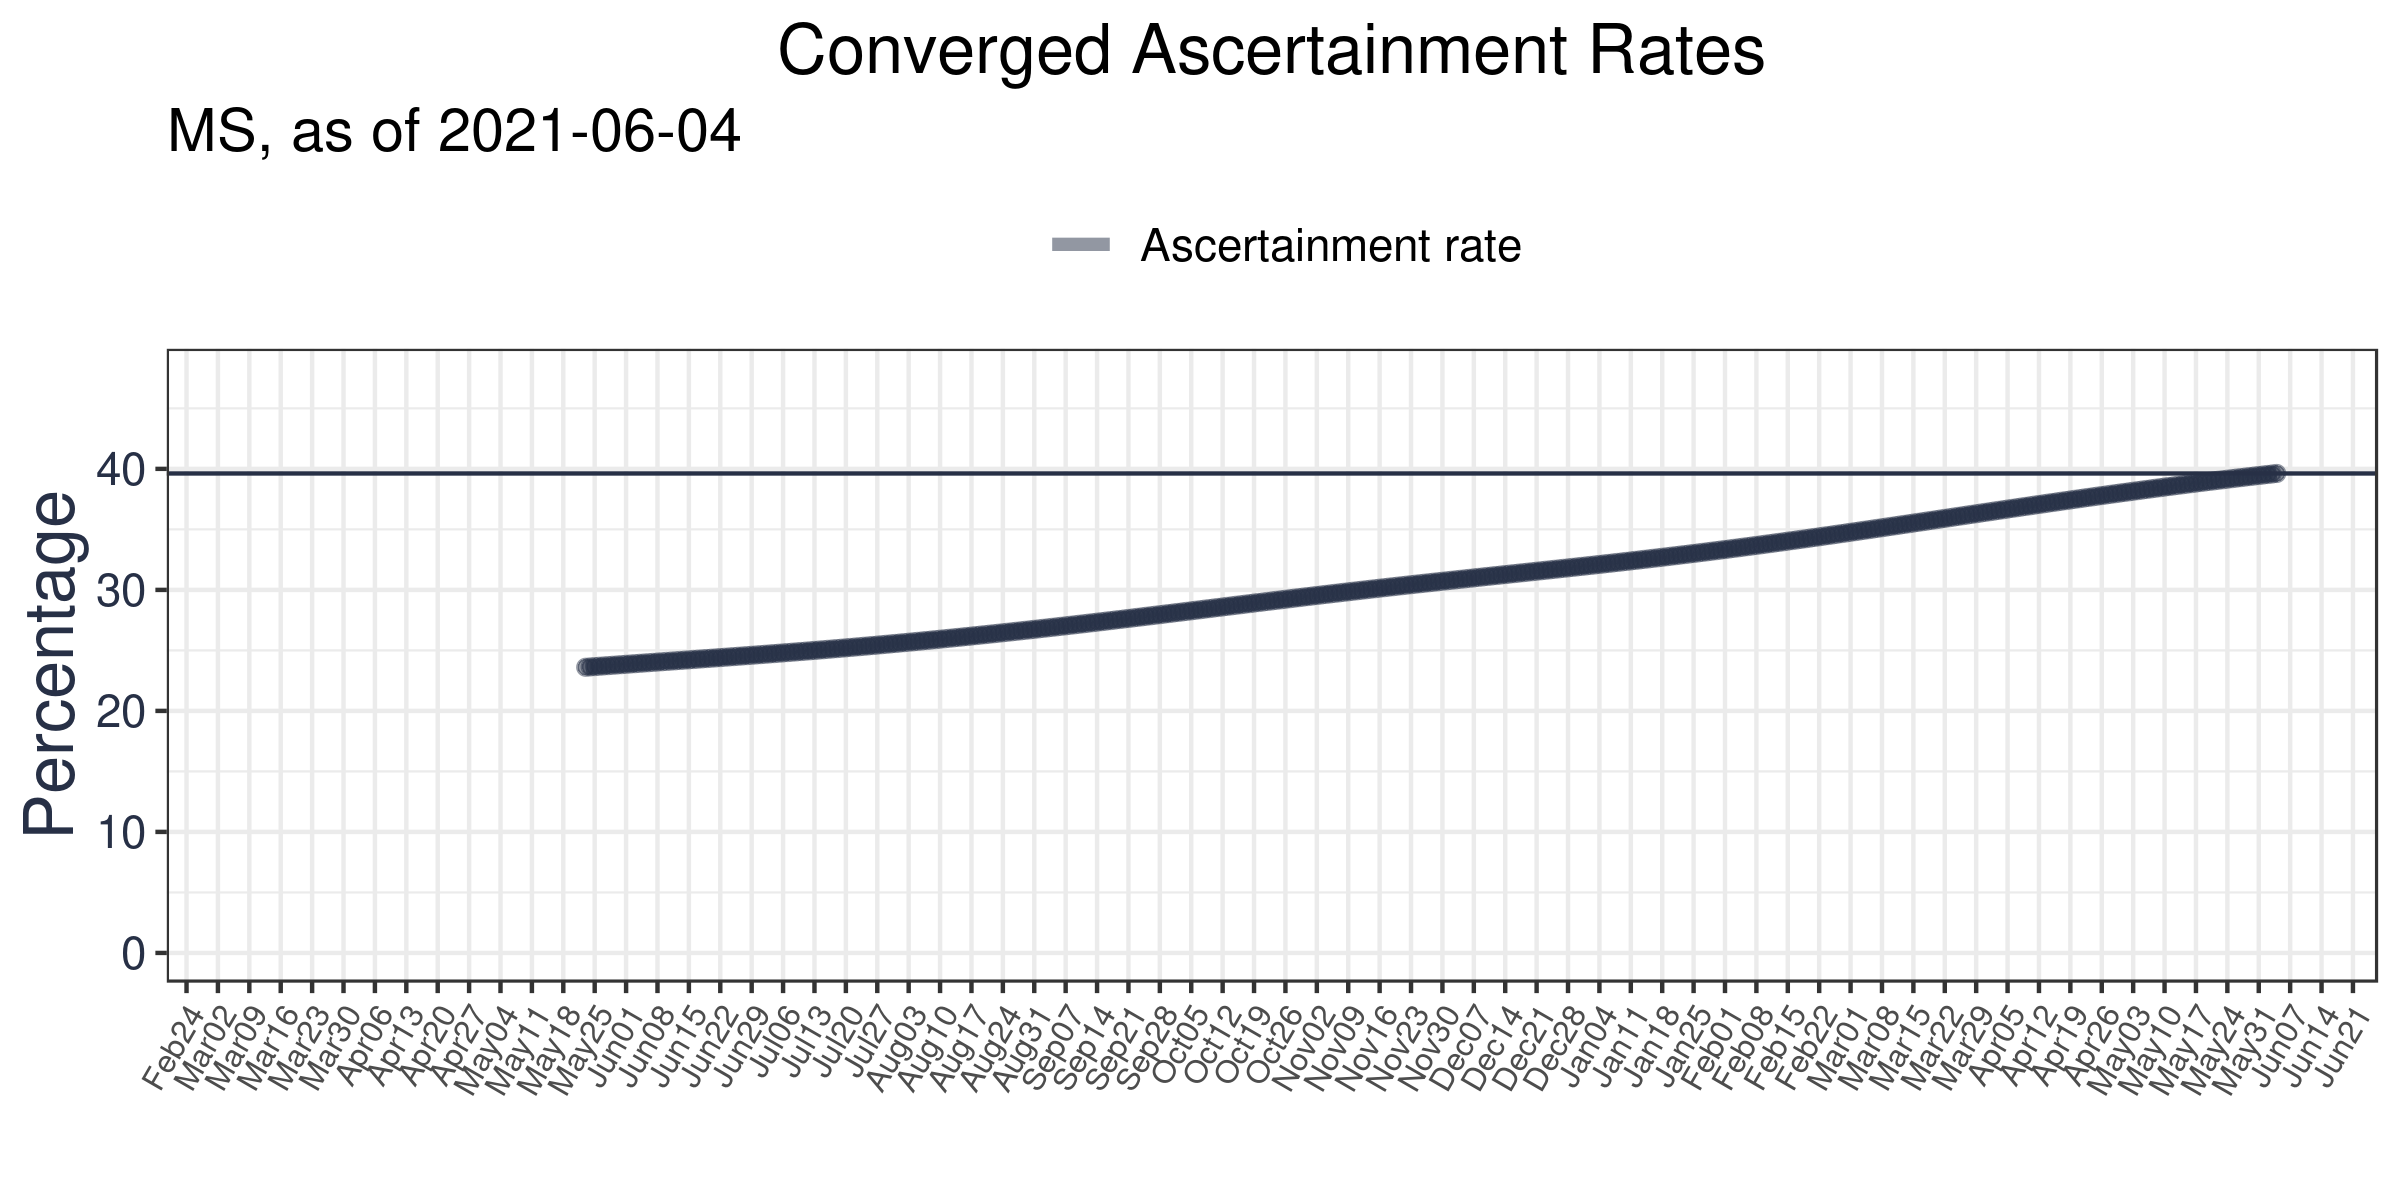 Converged Ascertainment Rates
MS, as of 2021-06-04
Ascertainment rate
Percentage
40
30
20
10
0
Feb24 Mar02 Mar09 Mar16 Mar23 Mar30 Apr06 Apr13 Apr20 Apr27 May04 May11 May18 May25 Jun01 Jun08 Jun15 Jun22 Jun29 Jul06 Jul13 Jul20 Jul27 Aug03 Aug10 Aug17 Aug24 Aug31 Sep07 Sep14 Sep21 Sep28 Oct05 Oct12 Oct19 Oct26 Nov02 Nov09 Nov16 Nov23 Nov30 Dec07 Dec14 Dec21 Dec28 Jan04 Jan11 Jan18 Jan25 Feb01 Feb08 Feb15 Feb22 Mar01 Mar08 Mar15 Mar22 Mar29 Apr05 Apr12 Apr19 Apr26 May03 May10 May17 May24 May31 Jun07 Jun14 Jun21